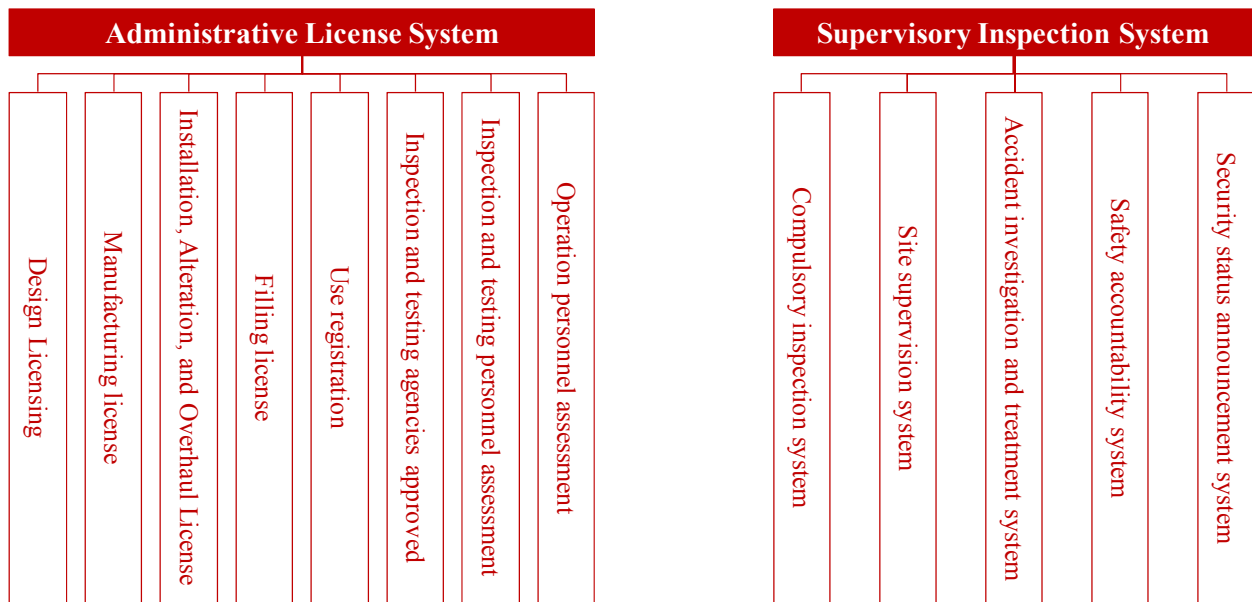 Administrative License System
Design Licensing
Manufacturing license
Installation, Alteration, and Overhaul License
Filling license
Use registration
Inspection and testing agencies approved
Inspection and testing personnel assessment
Operation personnel assessment
Supervisory Inspection System
Compulsory inspection system
Site supervision system
Accident investigation and treatment system
Safety accountability system
Security status announcement system